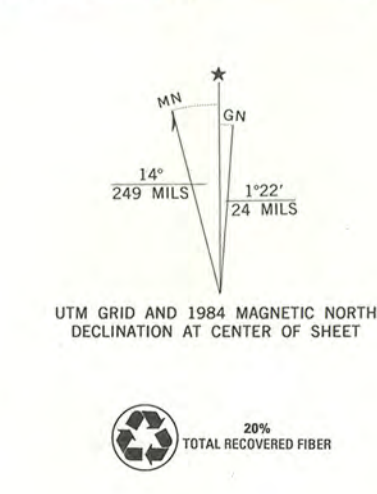 ★
MN
GN
14°
249 MILS
1°22′
24 MILS
UTM GRID AND 1984 MAGNETIC NORTH
DECLINATION AT CENTER OF SHEET
20%
TOTAL RECOVERED FIBER